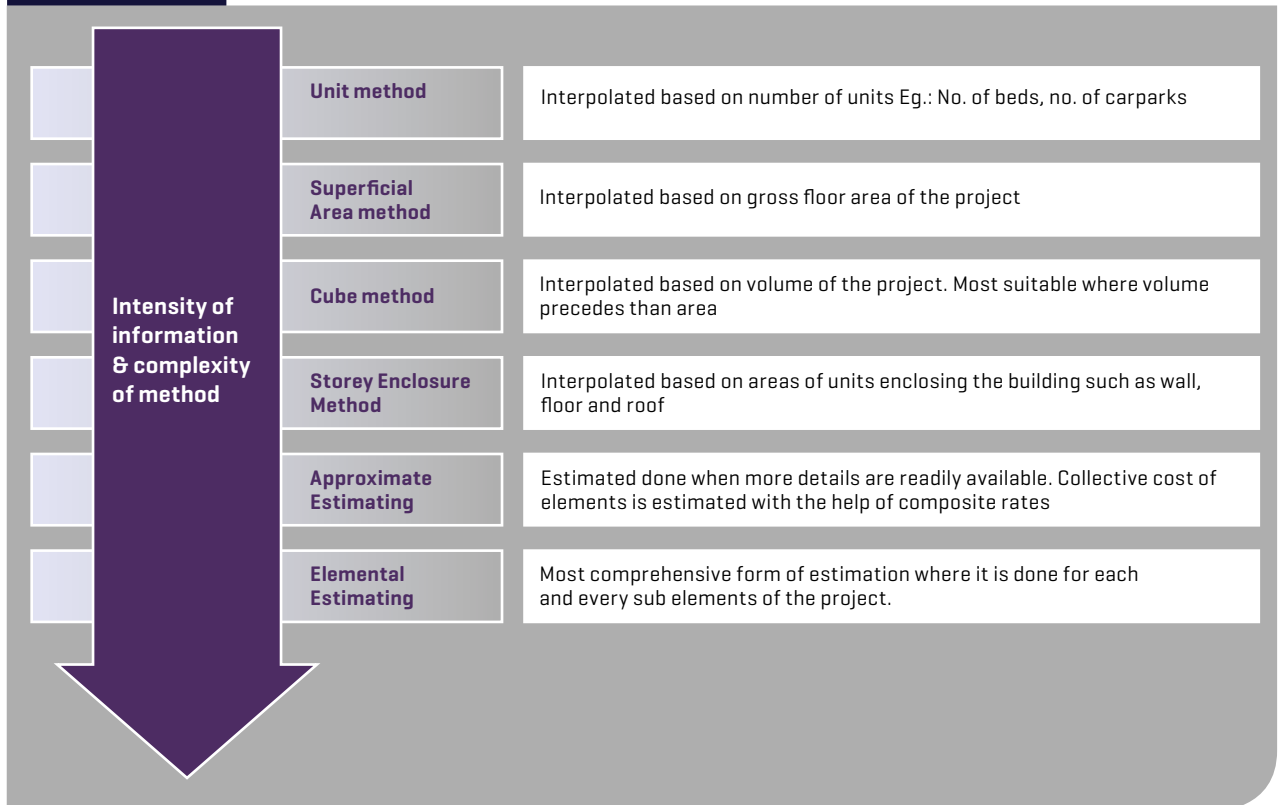 Unit method
Interpolated based on number of units Eg.: No. of beds, no. of carparks
Superficial
Area method
Interpolated based on gross floor area of the project
Cube method
Interpolated based on volume of the project. Most suitable where volume
precedes than area
Intensity of
information
& complexity
of method
Storey Enclosure
Method
Interpolated based on areas of units enclosing the building such as wall,
floor and roof
Approximate
Estimating
Estimated done when more details are readily available. Collective cost of
elements is estimated with the help of composite rates
Elemental
Estimating
Most comprehensive form of estimation where it is done for each
and every sub elements of the project.